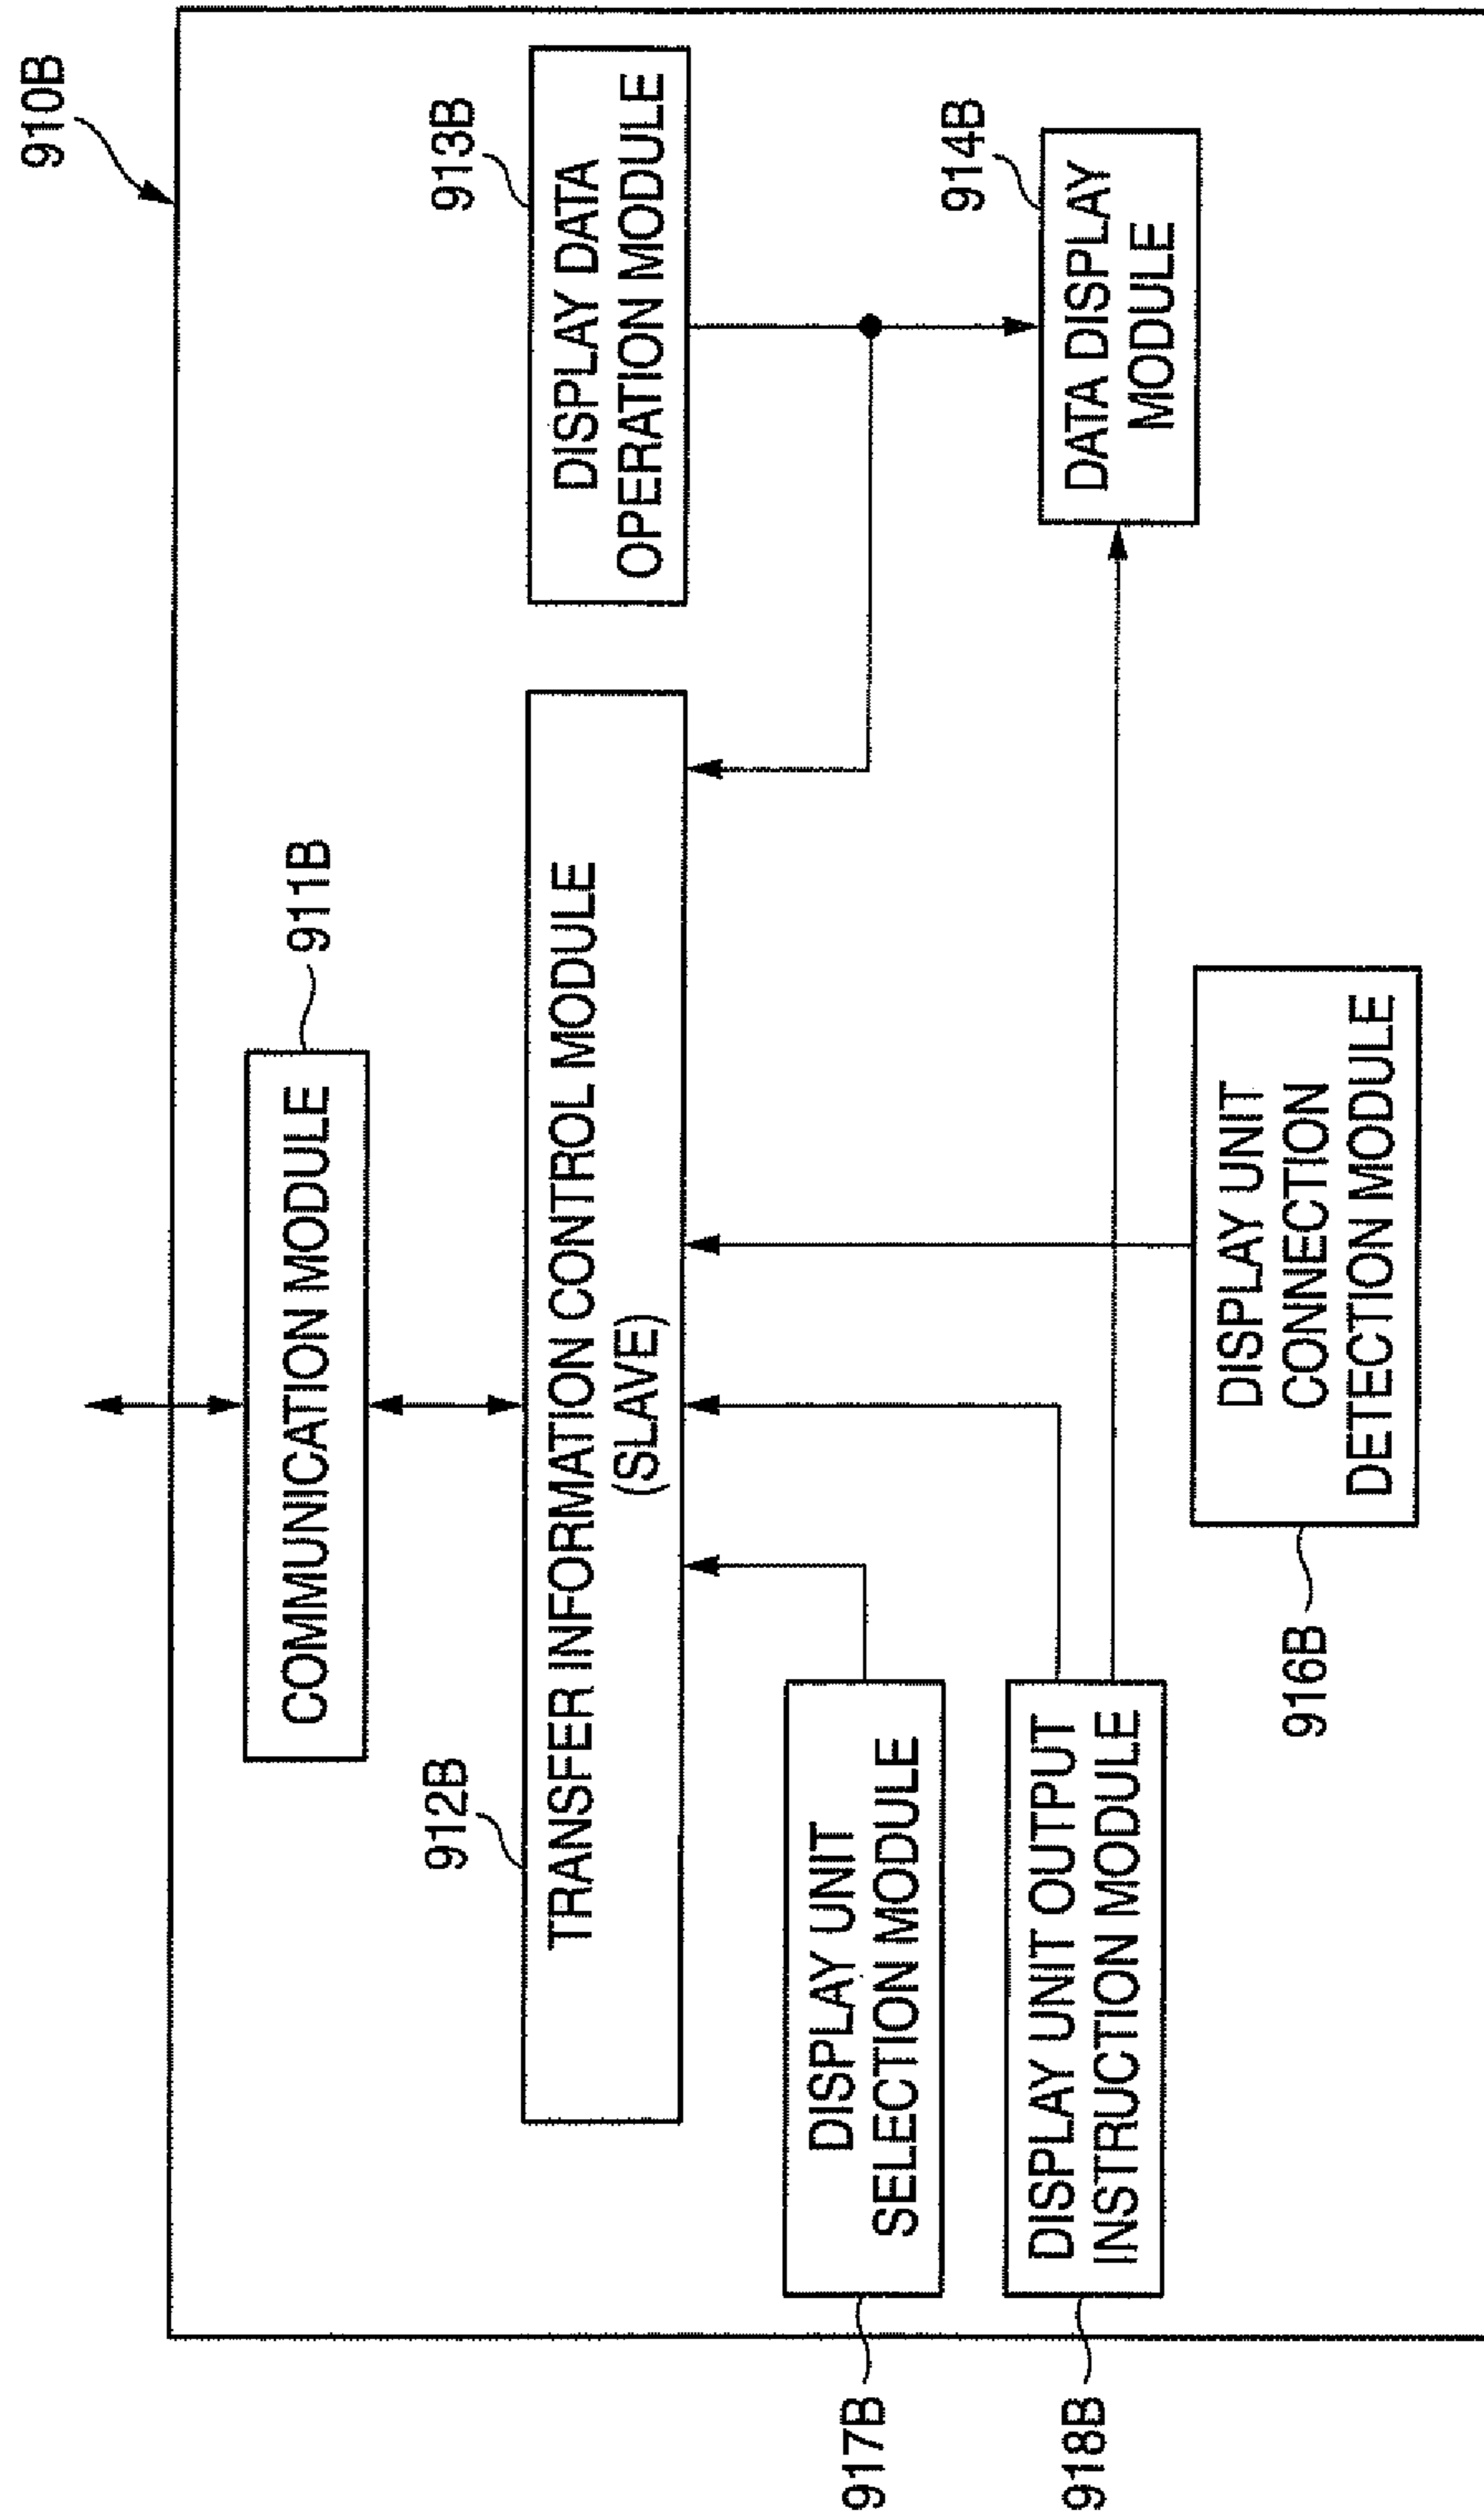 910B
911B
COMMUNICATION MODULE
912B
TRANSFER INFORMATION CONTROL MODULE
(SLAVE)
913B
DISPLAY DATA
OPERATION MODULE
917B
DISPLAY UNIT
SELECTION MODULE
914B
DATA DISPLAY
MODULE
918B
DISPLAY UNIT OUTPUT
INSTRUCTION MODULE
DISPLAY UNIT
CONNECTION
DETECTION MODULE
916B